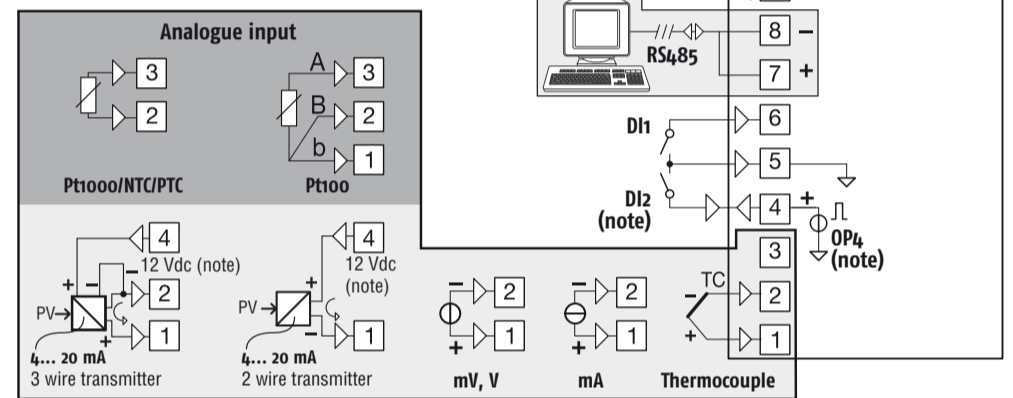 Analogue input
3
2
Pt1000/NTC/PTC
A 3
B 2
b 1
Pt100
RS485
8 −
7 +
DI1
6
5
DI2
(note)
4 +
OP4
(note)
4
12 Vdc (note)
+ − −
2
PV
1
+
4... 20 mA
3 wire transmitter
4
12 Vdc
(note)
+
PV
−
1
4... 20 mA
2 wire transmitter
− 2
+ 1
mV, V
− 2
+ 1
mA
3
TC
− 2
+ 1
Thermocouple